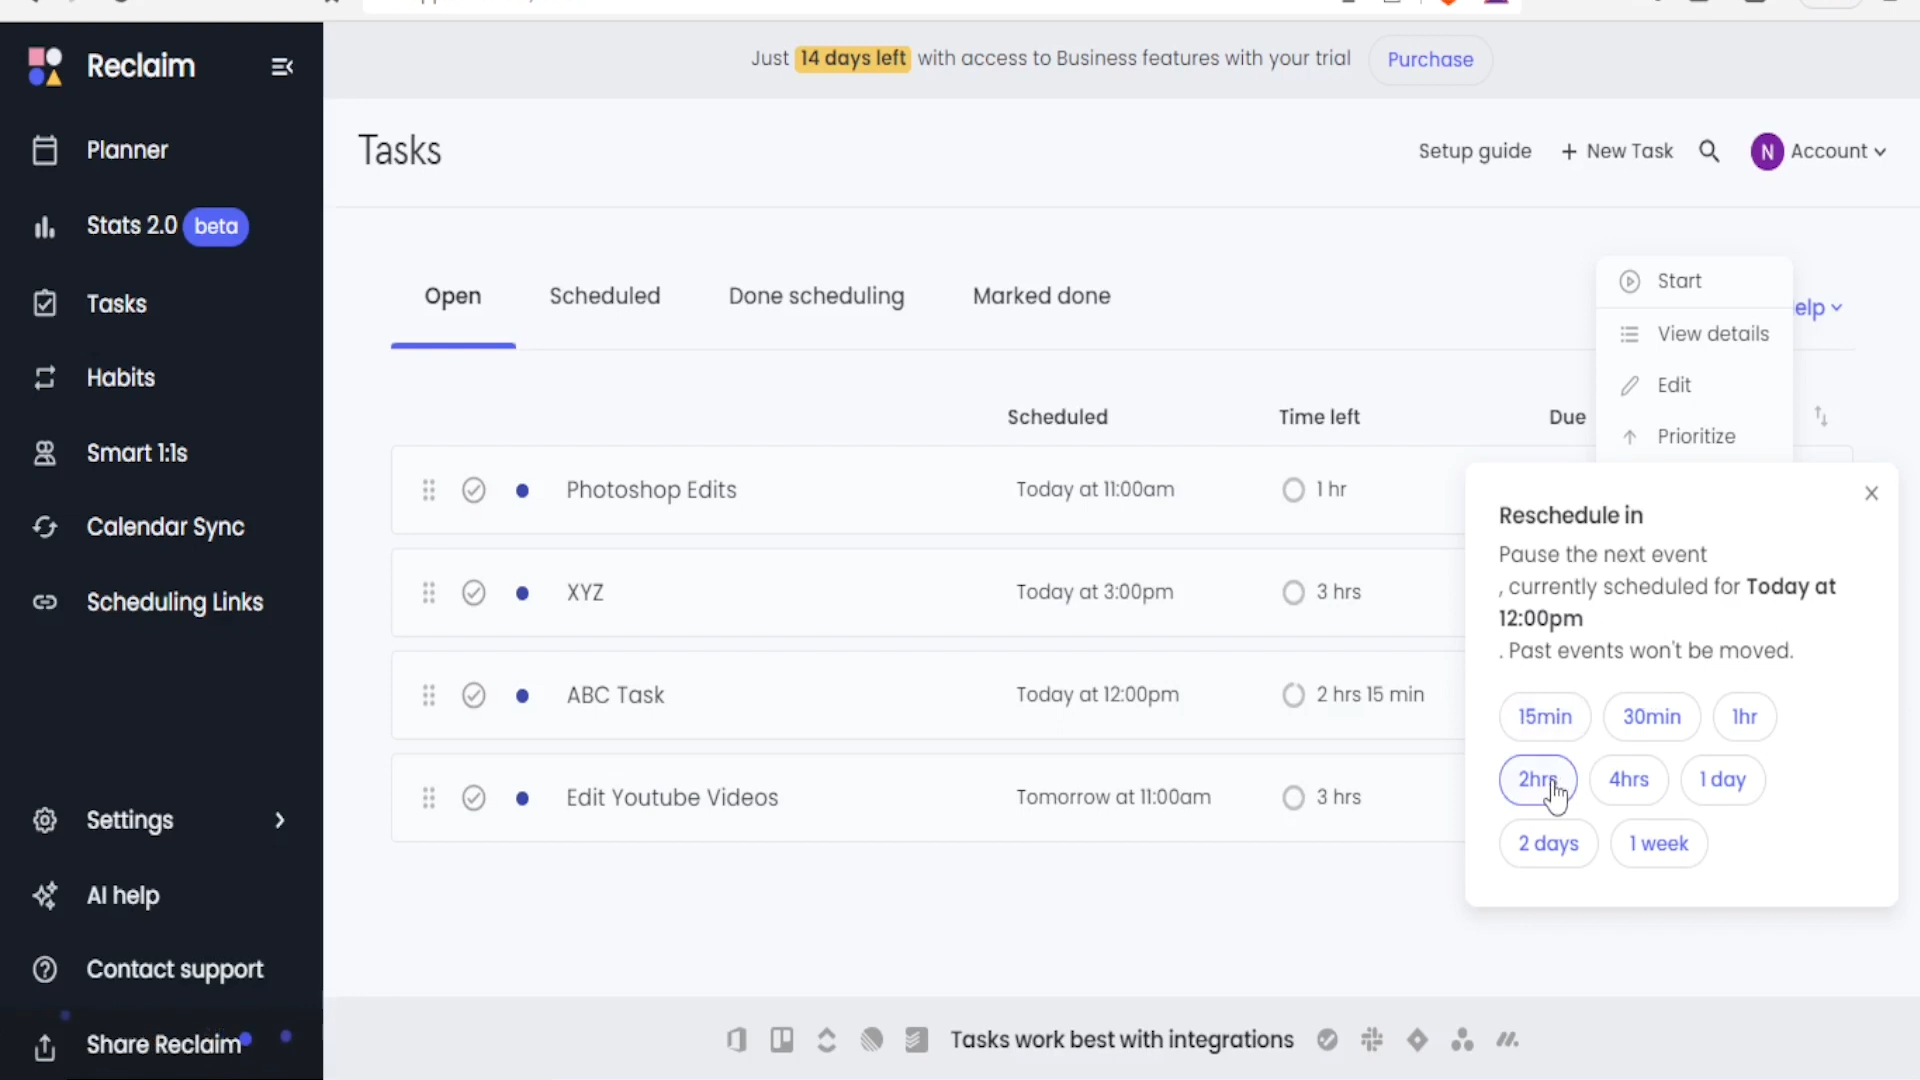 Reclaim
Planner
Stats 2.0 beta
Tasks
Habits
Smart 1:1s
Calendar Sync
Scheduling Links
Settings
AI help
Contact support
Share Reclaim
Just 14 days left with access to Business features with your trial Purchase
Tasks
Setup guide + New Task N Account
Open Scheduled Done scheduling Marked done
elp
Start
View details
Edit
Prioritize
Scheduled Time left Due
Photoshop Edits Today at 11:00am 1 hr
XYZ Today at 3:00pm 3 hrs
ABC Task Today at 12:00pm 2 hrs 15 min
Edit Youtube Videos Tomorrow at 11:00am 3 hrs
Reschedule in
Pause the next event
, currently scheduled for Today at
12:00pm
. Past events won't be moved.
15min 30min 1hr
2hrs 4hrs 1 day
2 days 1 week
Tasks work best with integrations